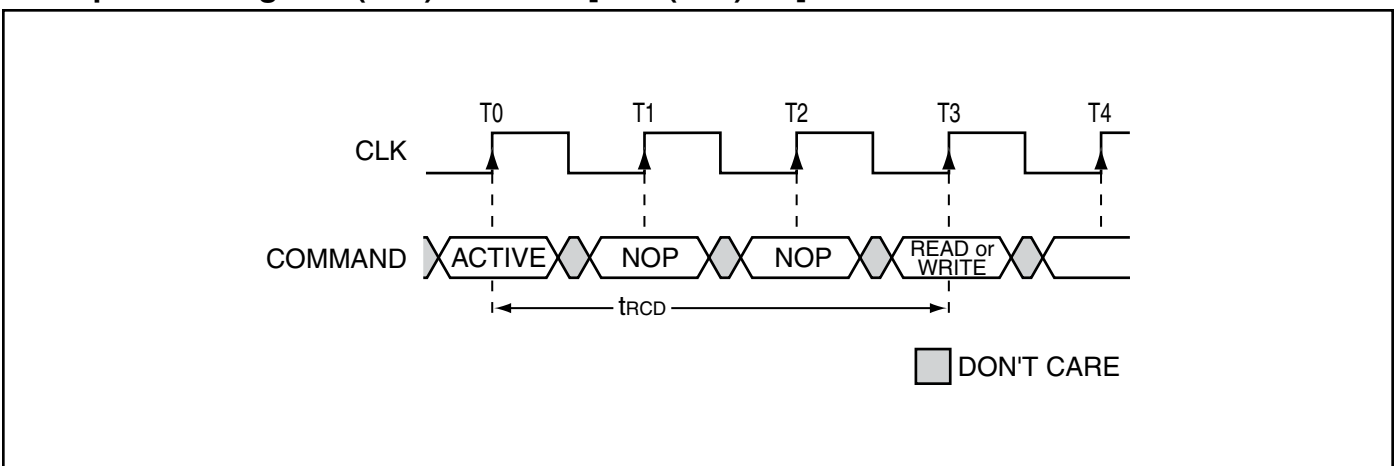 T0 T1 T2 T3 T4
CLK
COMMAND ACTIVE NOP NOP READ or
WRITE
tRCD
DON'T CARE